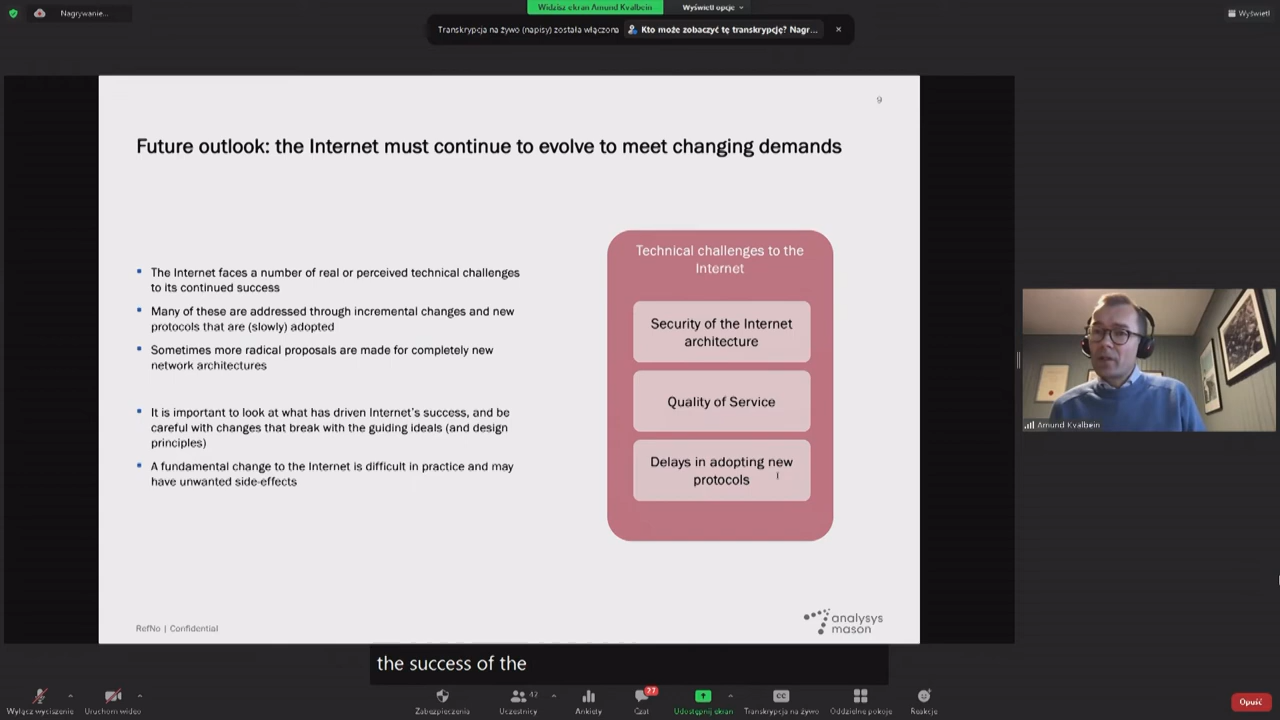 Nagrywanie...
Widzisz ekran Amund Kvalbein
Wyświetl opcje
Wyświetl
Transkrypcja na żywo (napisy) została włączona
Kto może zobaczyć tę transkrypcję? Nagr...
9
Future outlook: the Internet must continue to evolve to meet changing demands
The Internet faces a number of real or perceived technical challenges
to its continued success
Many of these are addressed through incremental changes and new
protocols that are (slowly) adopted
Sometimes more radical proposals are made for completely new
network architectures
It is important to look at what has driven Internet's success, and be
careful with changes that break with the guiding ideals (and design
principles)
A fundamental change to the Internet is difficult in practice and may
have unwanted side-effects
Technical challenges to the
Internet
Security of the Internet
architecture
Quality of Service
Delays in adopting new
protocols
RefNo | Confidential
analysys
mason
Amund Kvalbein
the success of the
Wyłącz wyciszenie
Uruchom wideo
Zabezpieczenia
42
Uczestnicy
Ankiety
77
Czat
Udostępnij ekran
CC
Transkrypcja na żywo
Oddzielne pokoje
Reakcje
Opuść